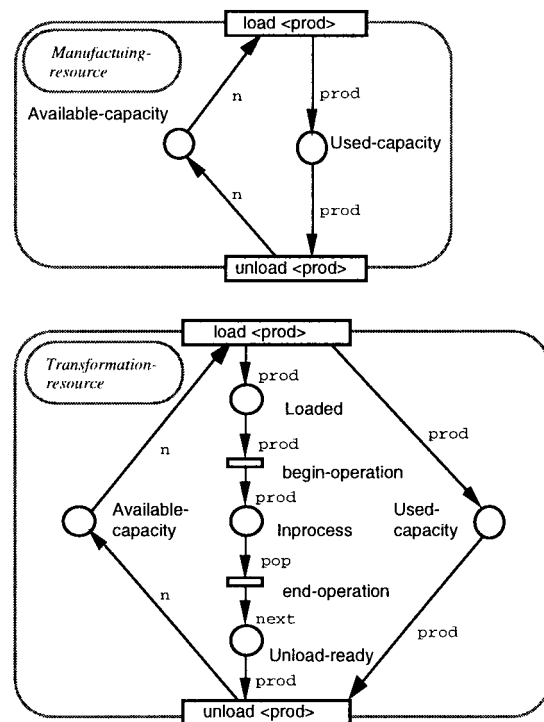 load <prod>
Manufactuing-
resource
n
prod
Available-capacity
Used-capacity
n
prod
unload <prod>
load <prod>
Transformation-
resource
prod
Loaded
prod
n
prod
begin-operation
prod
Available-
capacity
Inprocess
Used-
capacity
pop
end-operation
n
next
prod
Unload-ready
prod
unload <prod>